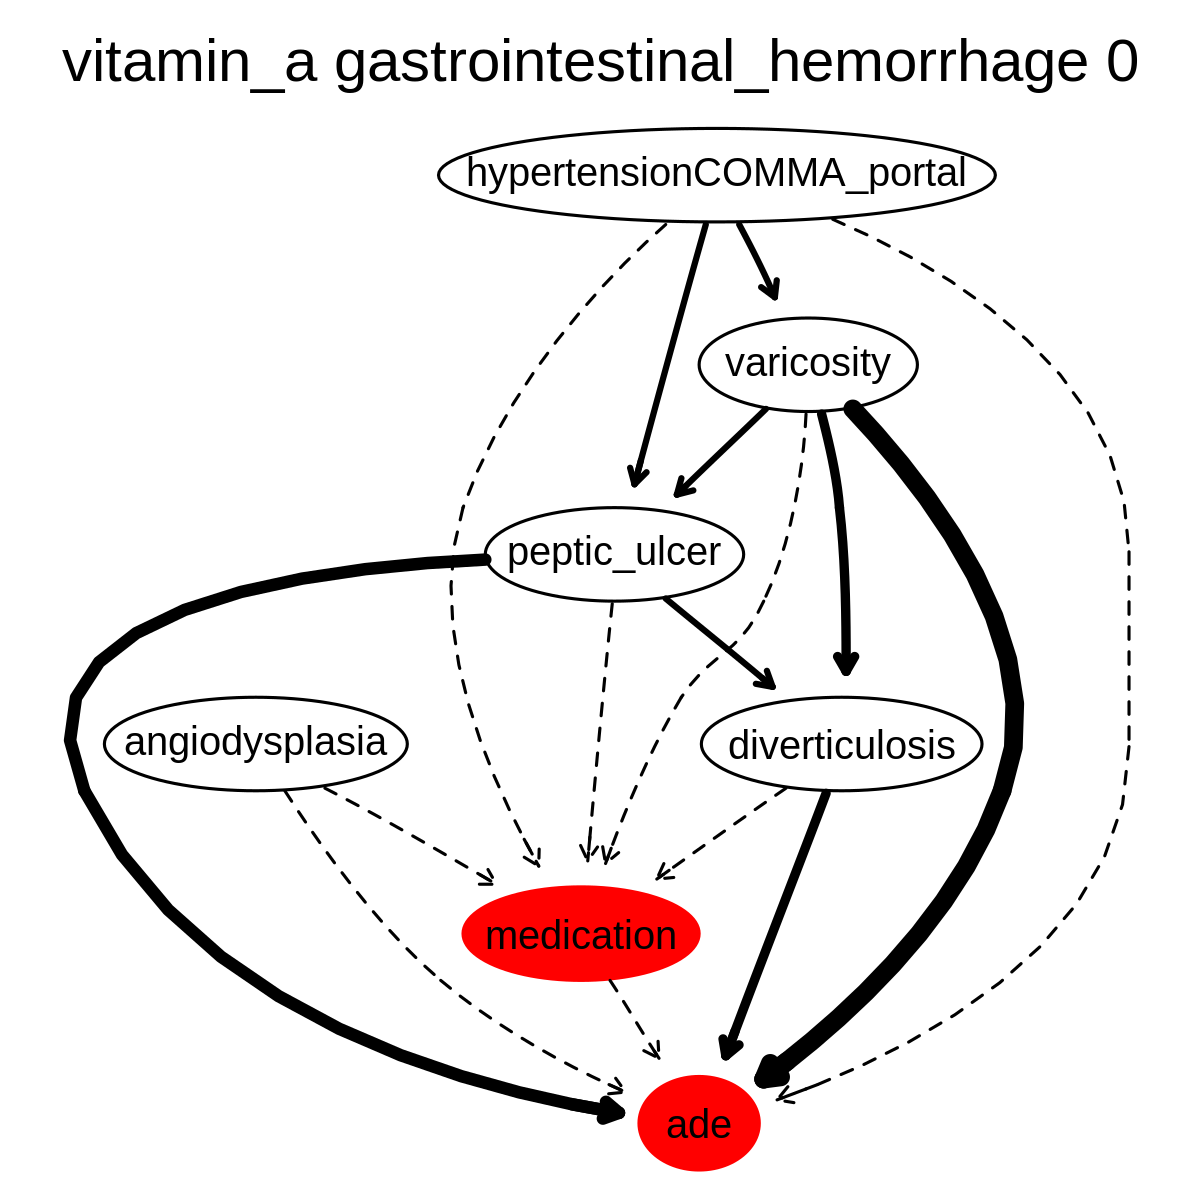 vitamin_a gastrointestinal_hemorrhage 0
hypertensionCOMMA_portal
varicosity
peptic_ulcer
angiodysplasia
diverticulosis
medication
ade